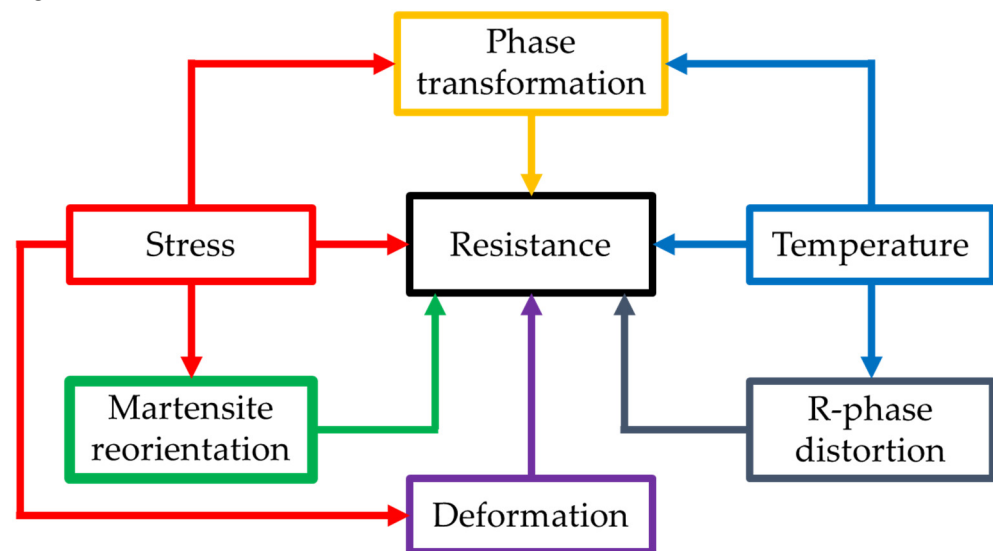 Phase
transformation
Stress
Resistance
Temperature
Martensite
reorientation
R-phase
distortion
Deformation